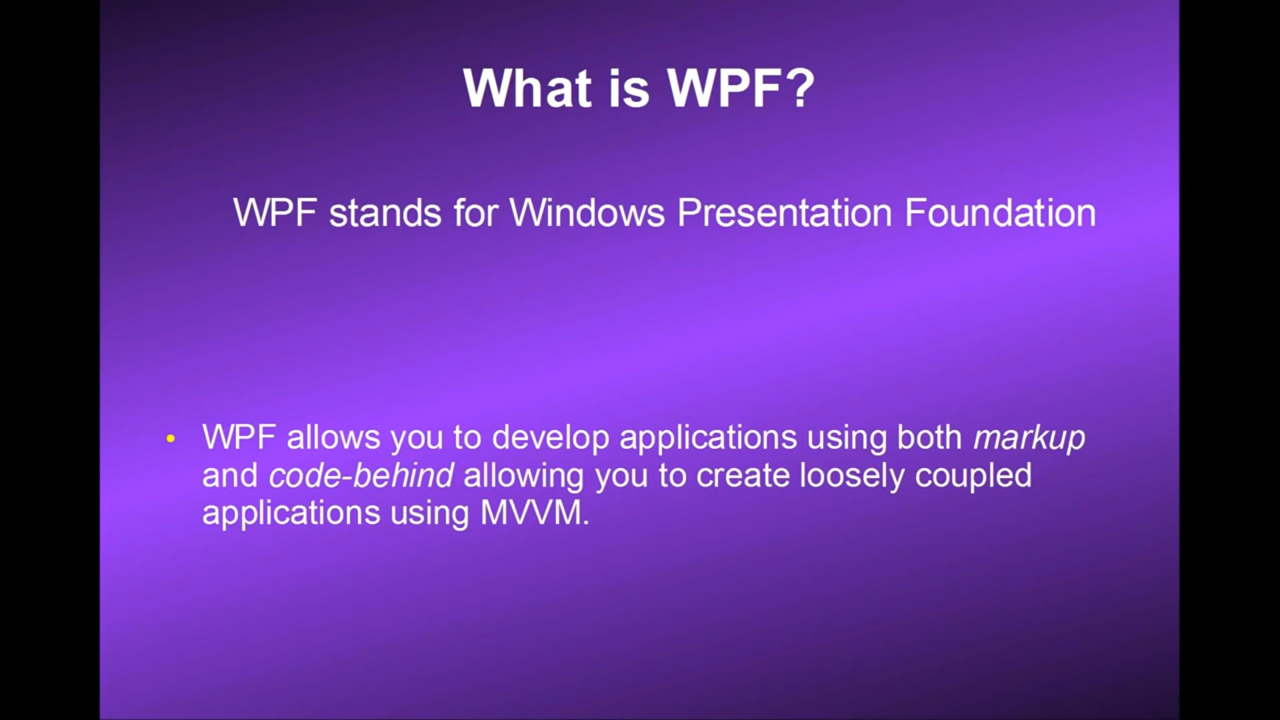 What is WPF?
WPF stands for Windows Presentation Foundation
• WPF allows you to develop applications using both markup
and code-behind allowing you to create loosely coupled
applications using MVVM.